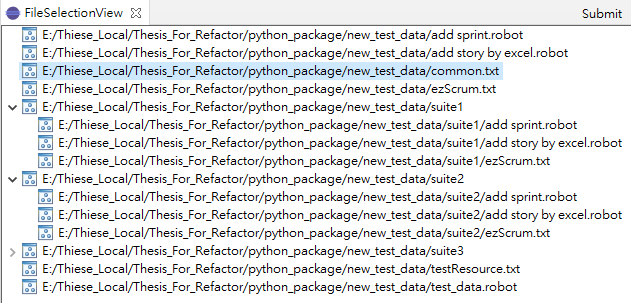 FileSelectionView
Submit
E:/Thiese_Local/Thesis_For_Refactor/python_package/new_test_data/add sprint.robot
E:/Thiese_Local/Thesis_For_Refactor/python_package/new_test_data/add story by excel.robot
E:/Thiese_Local/Thesis_For_Refactor/python_package/new_test_data/common.txt
E:/Thiese_Local/Thesis_For_Refactor/python_package/new_test_data/ezScrum.txt
E:/Thiese_Local/Thesis_For_Refactor/python_package/new_test_data/suite1
E:/Thiese_Local/Thesis_For_Refactor/python_package/new_test_data/suite1/add sprint.robot
E:/Thiese_Local/Thesis_For_Refactor/python_package/new_test_data/suite1/add story by excel.robot
E:/Thiese_Local/Thesis_For_Refactor/python_package/new_test_data/suite1/ezScrum.txt
E:/Thiese_Local/Thesis_For_Refactor/python_package/new_test_data/suite2
E:/Thiese_Local/Thesis_For_Refactor/python_package/new_test_data/suite2/add sprint.robot
E:/Thiese_Local/Thesis_For_Refactor/python_package/new_test_data/suite2/add story by excel.robot
E:/Thiese_Local/Thesis_For_Refactor/python_package/new_test_data/suite2/ezScrum.txt
E:/Thiese_Local/Thesis_For_Refactor/python_package/new_test_data/suite3
E:/Thiese_Local/Thesis_For_Refactor/python_package/new_test_data/testResource.txt
E:/Thiese_Local/Thesis_For_Refactor/python_package/new_test_data/test_data.robot